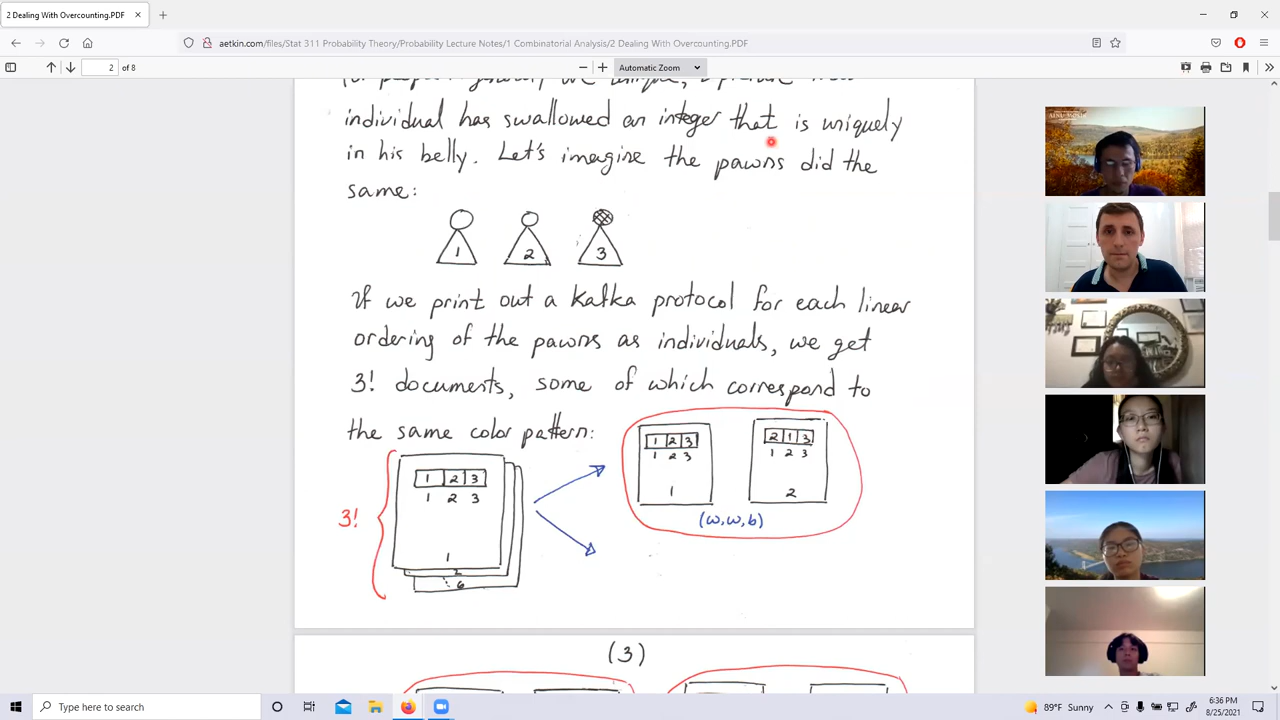 2 Dealing With Overcounting.PDF
aetkin.com/files/Stat 311 Probability Theory/Probability Lecture Notes/1 Combinatorial Analysis/2 Dealing With Overcounting.PDF
2 of 8
Automatic Zoom
individual has swallowed an integer that is uniquely
in his belly. Let's imagine the pawns did the
same:
1 2 3
If we print out a Kafka protocol for each linear
ordering of the pawns as individuals, we get
3! documents, some of which correspond to
the same color pattern:
1 2 3
1 2 3
1
2 1 3
1 2 3
2
(w,w,b)
3!
1 2 3
1 2 3
1
2
6
(3)
Type here to search
89°F Sunny
6:36 PM
8/25/2021